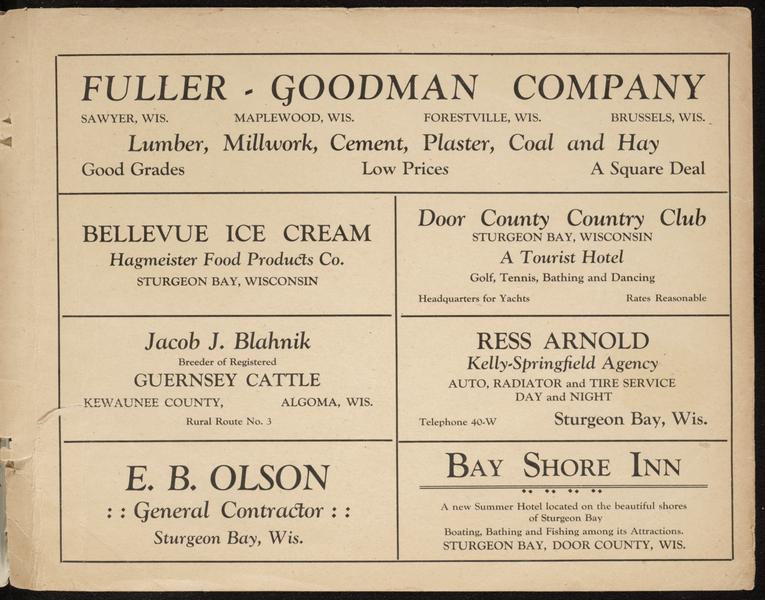 FULLER - GOODMAN COMPANY
SAWYER, WIS. MAPLEWOOD, WIS. FORESTVILLE, WIS. BRUSSELS, WIS.
Lumber, Millwork, Cement, Plaster, Coal and Hay
Good Grades Low Prices A Square Deal
BELLEVUE ICE CREAM
Hagmeister Food Products Co.
STURGEON BAY, WISCONSIN
Door County Country Club
STURGEON BAY, WISCONSIN
A Tourist Hotel
Golf, Tennis, Bathing and Dancing
Headquarters for Yachts Rates Reasonable
Jacob J. Blahnik
Breeder of Registered
GUERNSEY CATTLE
KEWAUNEE COUNTY, ALGOMA, WIS.
Rural Route No. 3
RESS ARNOLD
Kelly-Springfield Agency
AUTO, RADIATOR and TIRE SERVICE
DAY and NIGHT
Telephone 40-W Sturgeon Bay, Wis.
E. B. OLSON
: : General Contractor : :
Sturgeon Bay, Wis.
BAY SHORE INN
A new Summer Hotel located on the beautiful shores
of Sturgeon Bay
Boating, Bathing and Fishing among its Attractions.
STURGEON BAY, DOOR COUNTY, WIS.